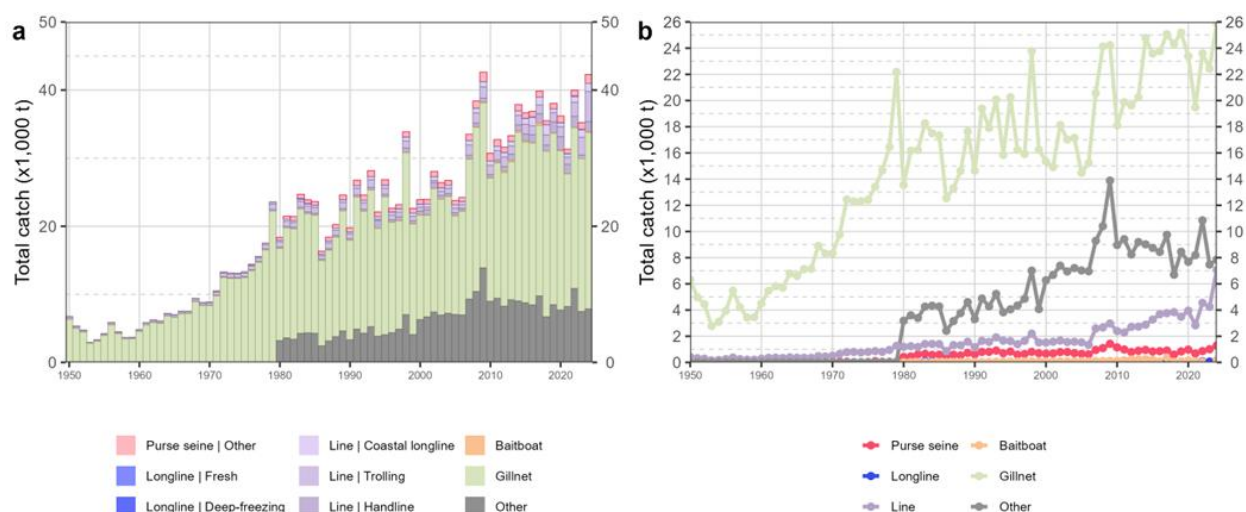 a
b
Total catch (x1,000 t)
50
40
20
0
50
40
20
0
1950 1960 1970 1980 1990 2000 2010 2020
Total catch (x1,000 t)
26
24
22
20
18
16
14
12
10
8
6
4
2
0
26
24
22
20
18
16
14
12
10
8
6
4
2
0
1950 1960 1970 1980 1990 2000 2010 2020
Purse seine | Other
Line | Coastal longline
Baitboat
Longline | Fresh
Line | Trolling
Gillnet
Longline | Deep-freezing
Line | Handline
Other
Purse seine
Baitboat
Longline
Gillnet
Line
Other